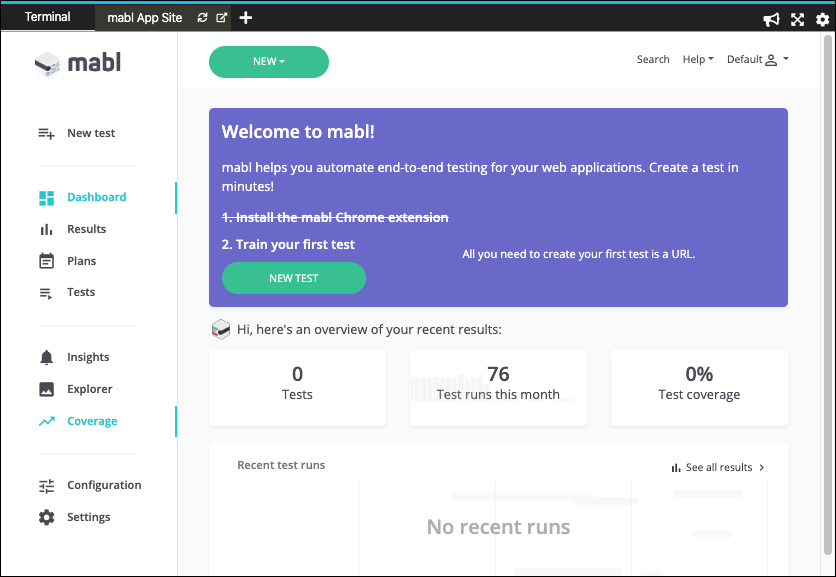 Terminal
mabl App Site
mabl
NEW
Search
Help
Default
New test
Dashboard
Results
Plans
Tests
Insights
Explorer
Coverage
Configuration
Settings
Welcome to mabl!
mabl helps you automate end-to-end testing for your web applications. Create a test in
minutes!
1. Install the mabl Chrome extension
2. Train your first test
All you need to create your first test is a URL.
NEW TEST
Hi, here's an overview of your recent results:
0
Tests
76
Test runs this month
0%
Test coverage
Recent test runs
See all results
No recent runs